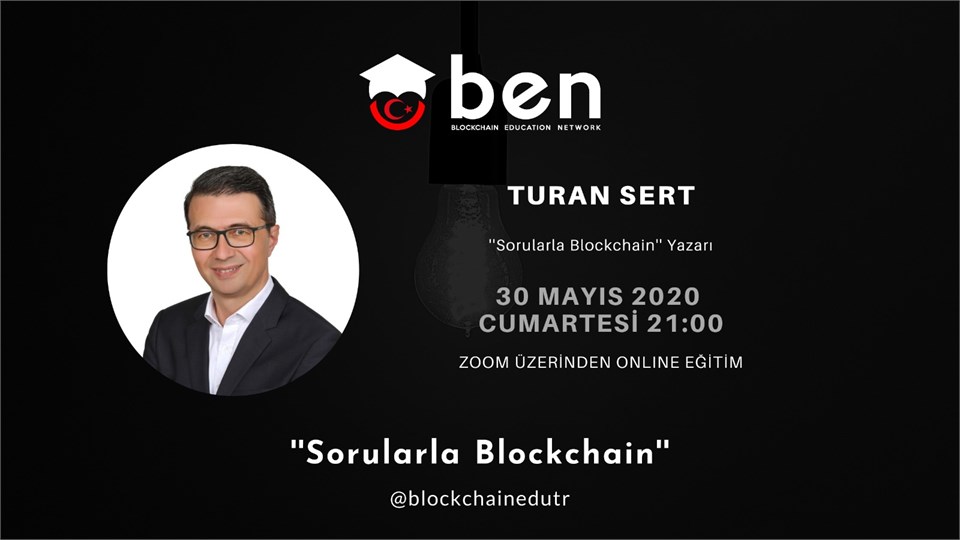 ben
BLOCKCHAIN EDUCATION NETWORK
TURAN SERT
"Sorularla Blockchain" Yazarı
30 MAYIS 2020
CUMARTESİ 21:00
ZOOM ÜZERİNDEN ONLINE EĞİTİM
"Sorularla Blockchain"
@blockchainedutr